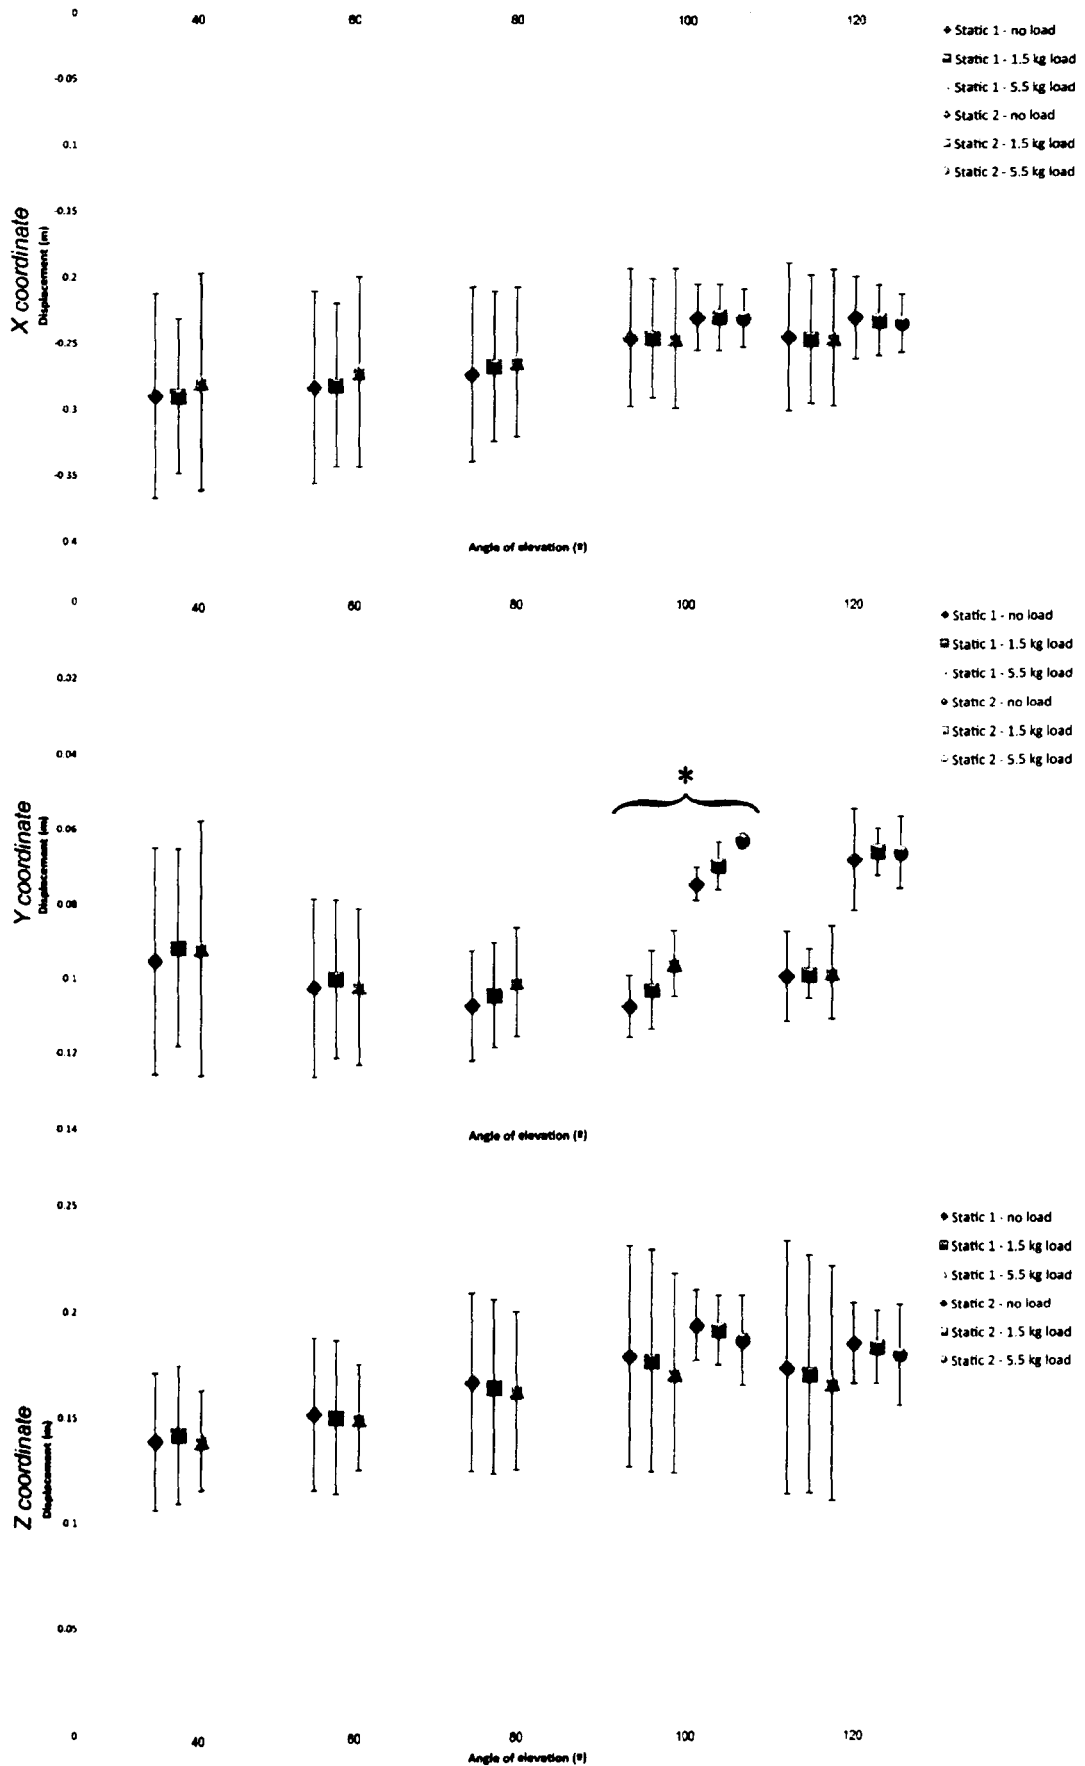 0
40
60
80
100
120
-0.05
0.1
-0.15
0.2
-0.25
0.3
-0.35
0.4
X coordinate
Displacement (m)
Angle of elevation (º)
Static 1 - no load
Static 1 - 1.5 kg load
Static 1 - 5.5 kg load
Static 2 - no load
Static 2 - 1.5 kg load
Static 2 - 5.5 kg load
0
40
60
80
100
120
0.02
0.04
0.06
0.08
0.1
0.12
0.14
Y coordinate
Displacement (m)
*
Angle of elevation (º)
Static 1 - no load
Static 1 - 1.5 kg load
Static 1 - 5.5 kg load
Static 2 - no load
Static 2 - 1.5 kg load
Static 2 - 5.5 kg load
0.25
0.2
0.15
0.1
0.05
0
Z coordinate
Displacement (m)
40
60
80
100
120
Angle of elevation (º)
Static 1 - no load
Static 1 - 1.5 kg load
Static 1 - 5.5 kg load
Static 2 - no load
Static 2 - 1.5 kg load
Static 2 - 5.5 kg load